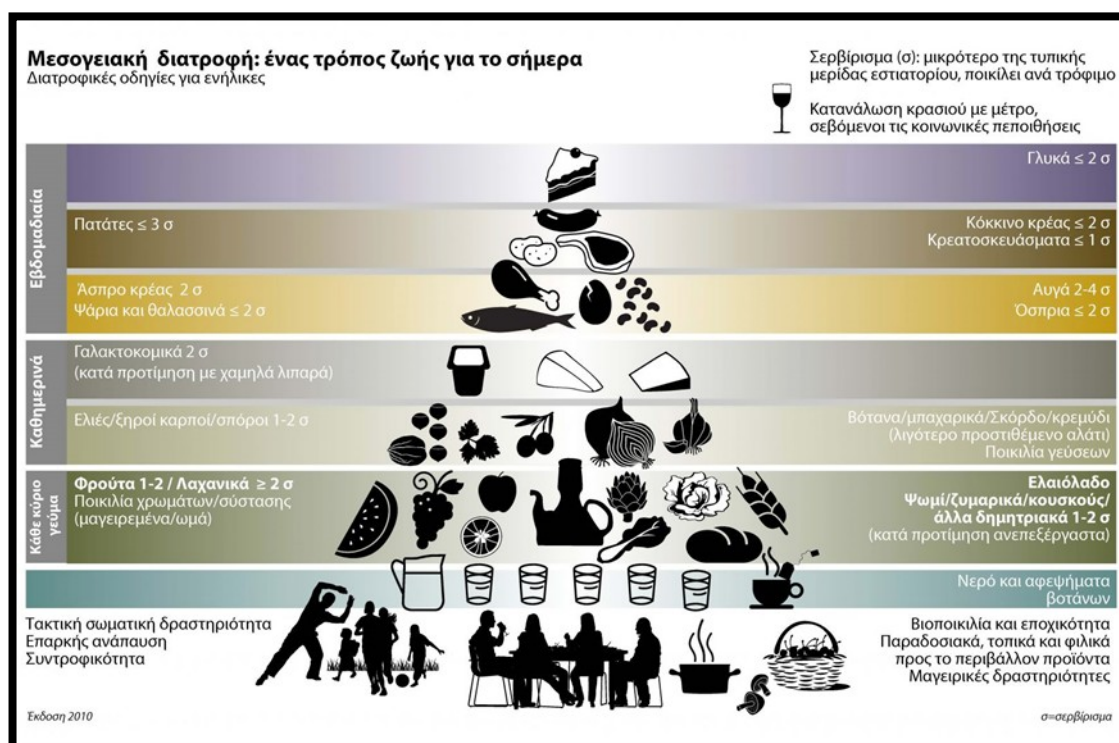 Μεσογειακή διατροφή: ένας τρόπος ζωής για το σήμερα
Διατροφικές οδηγίες για ενήλικες
Σερβίρισμα (σ): μικρότερο της τυπικής
μερίδας εστιατορίου, ποικίλει ανά τρόφιμο
Κατανάλωση κρασιού με μέτρο,
σεβόμενοι τις κοινωνικές πεποιθήσεις
Εβδομαδιαία
Γλυκά ≤ 2 σ
Πατάτες ≤ 3 σ
Κόκκινο κρέας ≤ 2 σ
Κρεατοσκευάσματα ≤ 1 σ
Άσπρο κρέας 2 σ
Ψάρια και θαλασσινά ≤ 2 σ
Αυγά 2-4 σ
Όσπρια ≤ 2 σ
Καθημερινά
Γαλακτοκομικά 2 σ
(κατά προτίμηση με χαμηλά λιπαρά)
Ελιές/ξηροί καρποί/σπόροι 1-2 σ
Βότανα/μπαχαρικά/Σκόρδο/κρεμύδι
(λιγότερο προστιθέμενο αλάτι)
Ποικιλία γεύσεων
Κάθε κύριο
γεύμα
Φρούτα 1-2 / Λαχανικά ≥ 2 σ
Ποικιλία χρωμάτων/σύστασης
(μαγειρεμένα/ωμά)
Ελαιόλαδο
Ψωμί/ζυμαρικά/κουσκούς/
άλλα δημητριακά 1-2 σ
(κατά προτίμηση ανεπεξέργαστα)
Νερό και αφεψήματα
βοτάνων
Τακτική σωματική δραστηριότητα
Επαρκής ανάπαυση
Συντροφικότητα
Βιοποικιλία και εποχικότητα
Παραδοσιακά, τοπικά και φιλικά
προς το περιβάλλον προϊόντα
Μαγειρικές δραστηριότητες
Έκδοση 2010
σ=σερβίρισμα